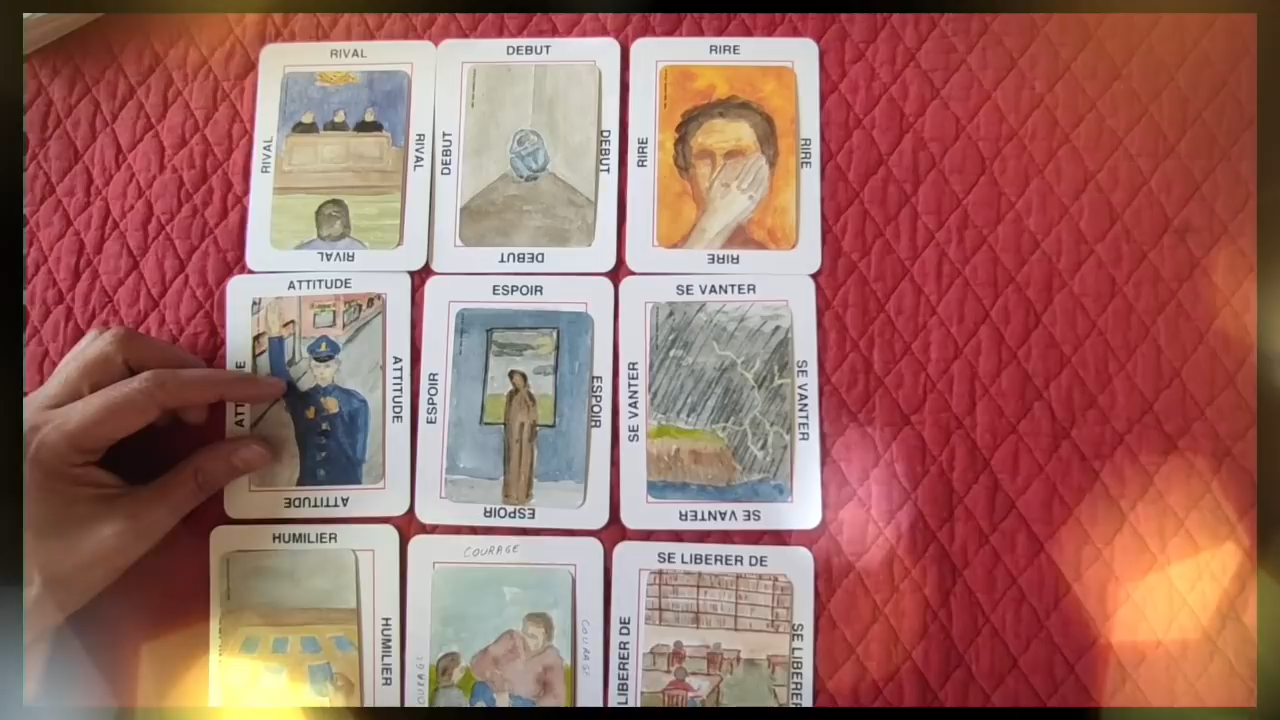 RIVAL
RIVAL
RIVAL
RIVAL
DEBUT
DEBUT
DEBUT
DEBUT
RIRE
RIRE
RIRE
RIRE
ATTITUDE
ATTITUDE
ATTITUDE
ESPOIR
ESPOIR
ESPOIR
ESPOIR
SE VANTER
SE VANTER
SE VANTER
SE VANTER
HUMILIER
HUMILIER
COURAGE
COURAGE
SE LIBERER DE
LIBERER DE
SE LIBERER